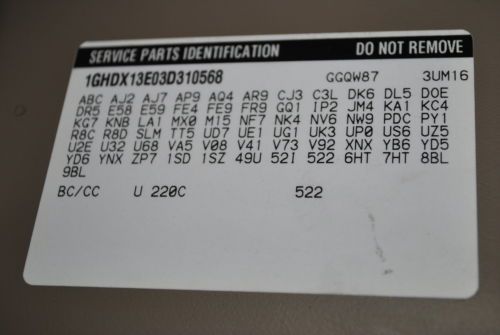 SERVICE PARTS IDENTIFICATION DO NOT REMOVE
1GHDX13E03D310568 GGQW87 3UM16
ABC AJ2 AJ7 AP9 AQ4 AR9 CJ3 C3L DK6 DL5 DOE
DR5 E58 E59 FE4 FE9 FR9 GQ1 IP2 JM4 KA1 KC4
KG7 KNB LA1 MX0 M15 NF7 NK4 NV6 NW9 PDC PY1
R8C R8D SLM TT5 UD7 UE1 UG1 UK3 UP0 US6 UZ5
U2E U32 U68 VA5 V08 V41 V73 V92 XNX YB6 YD5
YD6 YNX ZP7 1SD 1SZ 49U 52I 522 6HT 7HT 8BL
9BL
BC/CC U 220C 522